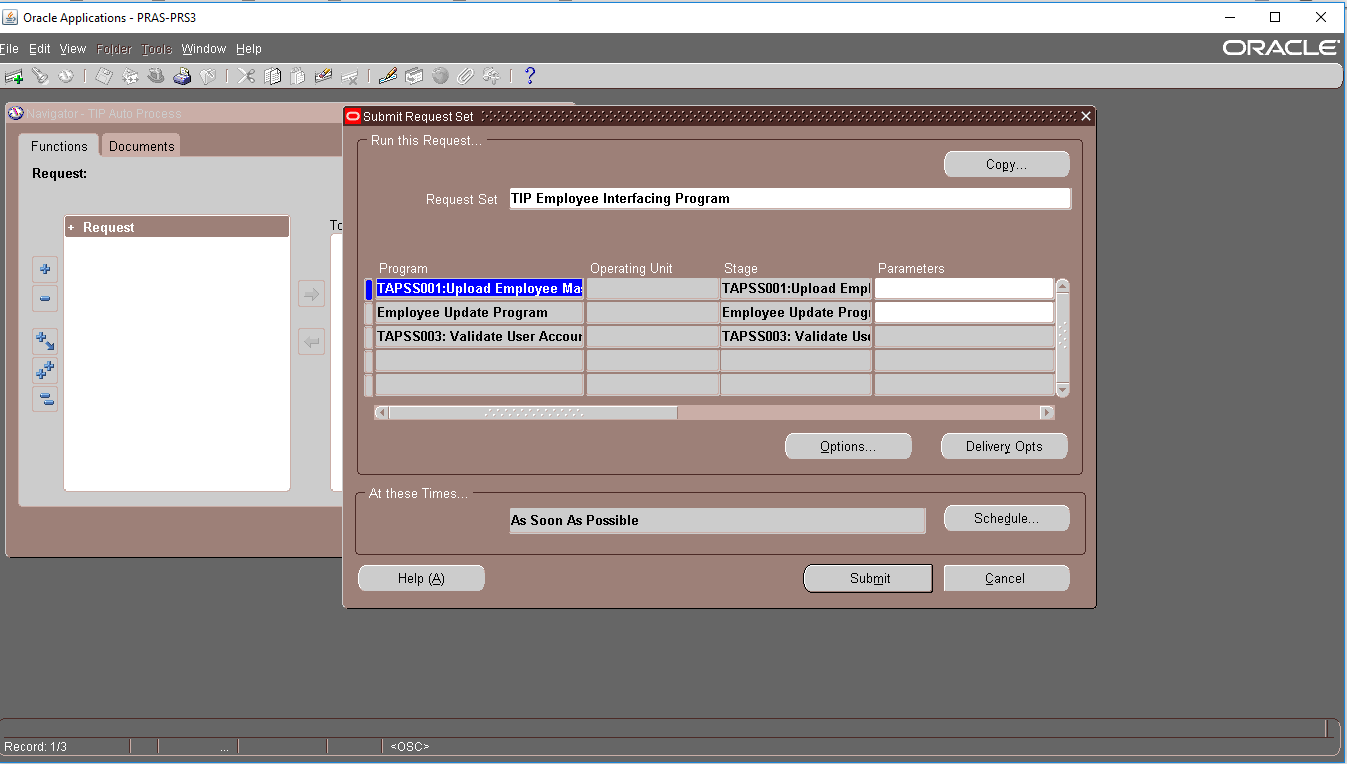 Oracle Applications - PRAS-PRS3
File Edit View Folder Tools Window Help
ORACLE
Navigator - TIP Auto Process
Functions Documents
Request:
+ Request
To
Submit Request Set
Run this Request...
Copy...
Request Set TIP Employee Interfacing Program
Program Operating Unit Stage Parameters
TAPSS001:Upload Employee Mas TAPSS001:Upload Empl
Employee Update Program Employee Update Progr
TAPSS003: Validate User Accoun TAPSS003: Validate Use
Options... Delivery Opts
At these Times...
As Soon As Possible
Schedule...
Help (A) Submit Cancel
Record: 1/3 ... <OSC>